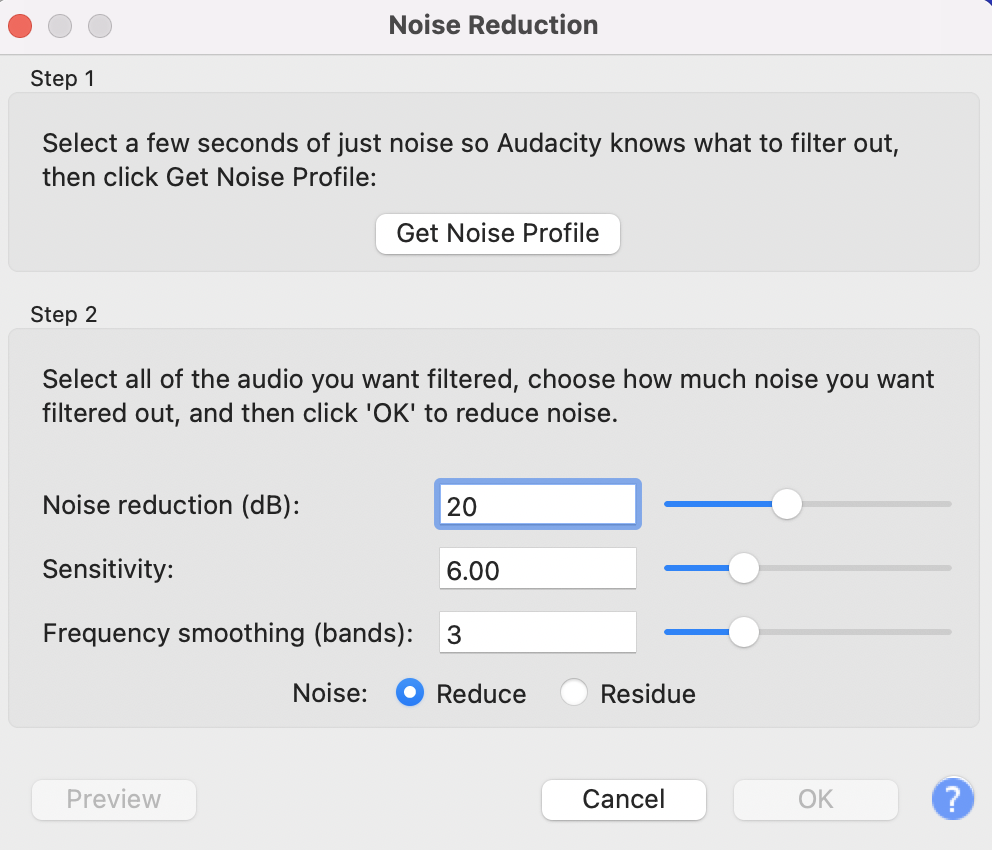 Noise Reduction
Step 1
Select a few seconds of just noise so Audacity knows what to filter out,
then click Get Noise Profile:
Get Noise Profile
Step 2
Select all of the audio you want filtered, choose how much noise you want
filtered out, and then click 'OK' to reduce noise.
Noise reduction (dB): 20
Sensitivity: 6.00
Frequency smoothing (bands): 3
Noise: Reduce Residue
Preview Cancel OK ?